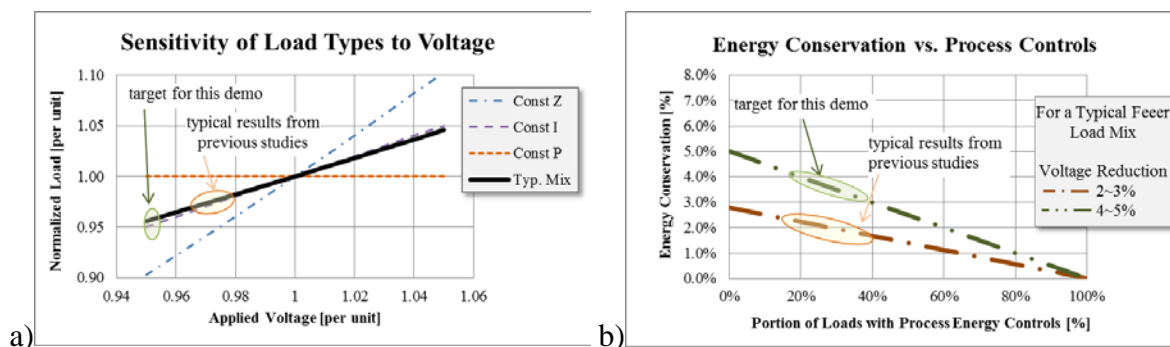 Sensitivity of Load Types to Voltage
Normalized Load [per unit]
1.10
1.05
1.00
0.95
0.90
target for this demo
typical results from
previous studies
Const Z
Const I
Const P
Typ. Mix
0.94
0.96
0.98
1
1.02
1.04
1.06
Applied Voltage [per unit]
a)
Energy Conservation vs. Process Controls
Energy Conservation [%]
8.0%
7.0%
6.0%
5.0%
4.0%
3.0%
2.0%
1.0%
0.0%
target for this demo
typical results from
previous studies
For a Typical Feeer
Load Mix
Voltage Reduction
2~3%
4~5%
0%
20%
40%
60%
80%
100%
Portion of Loads with Process Energy Controls [%]
b)